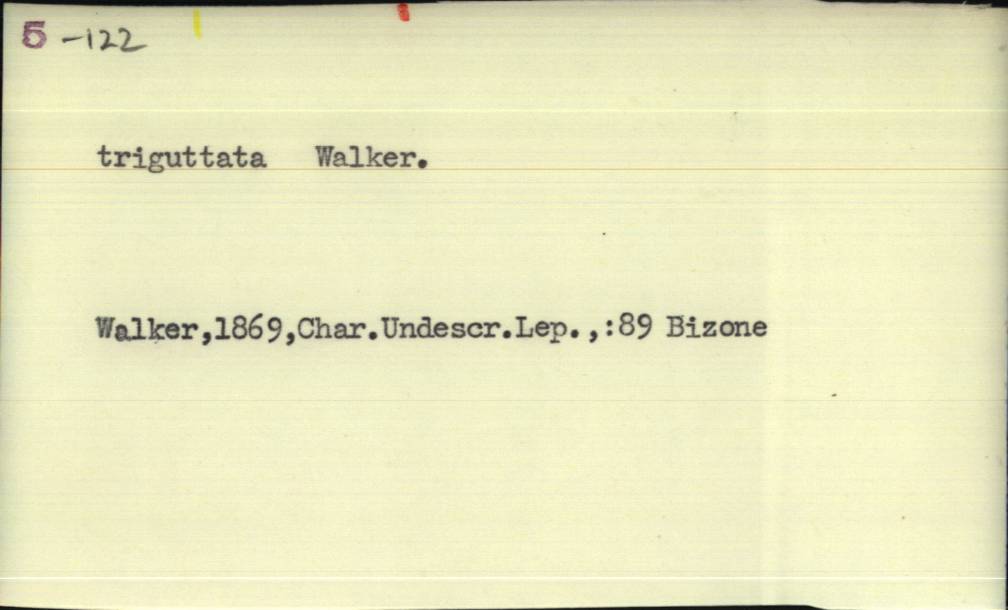 5 -122
triguttata Walker.
Walker,1869,Char.Undescr.Lep.,:89 Bizone